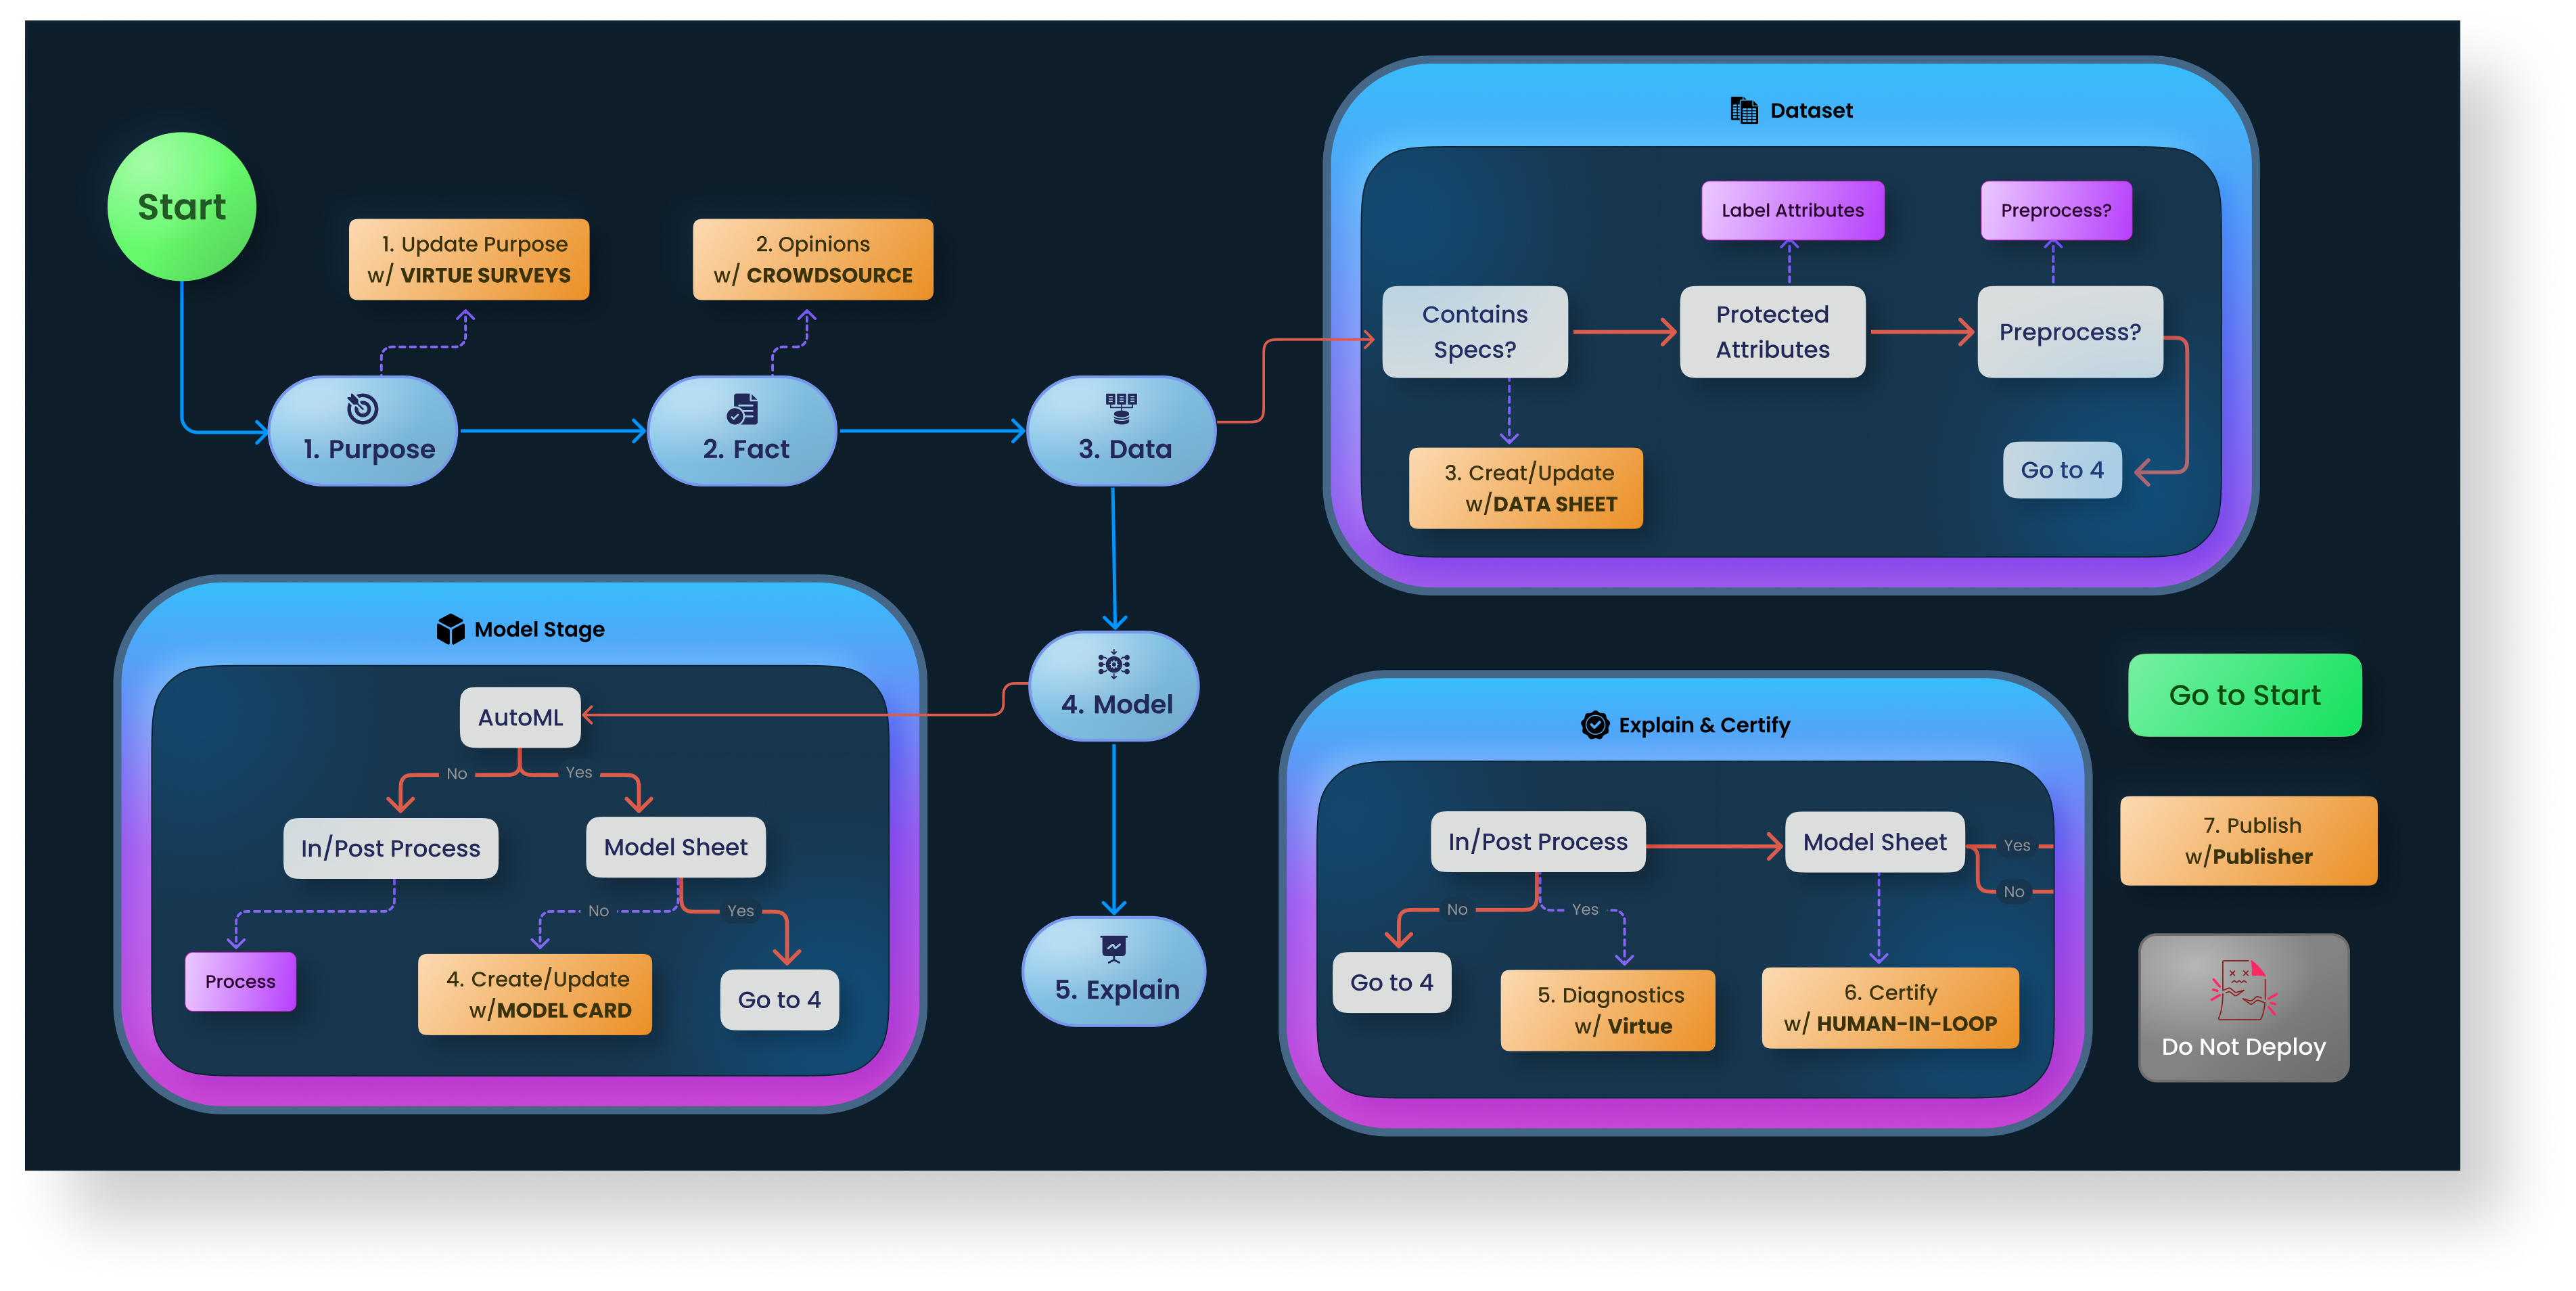 Start
1. Update Purpose
w/ VIRTUE SURVEYS
2. Opinions
w/ CROWDSOURCE
1. Purpose
2. Fact
3. Data
Dataset
Label Attributes
Preprocess?
Contains
Specs?
Protected
Attributes
Preprocess?
3. Creat/Update
w/DATA SHEET
Go to 4
Model Stage
AutoML
No
Yes
In/Post Process
Model Sheet
No
Yes
Process
4. Create/Update
w/MODEL CARD
Go to 4
4. Model
5. Explain
Explain & Certify
In/Post Process
Model Sheet
Yes
No
No
Yes
Go to 4
5. Diagnostics
w/ Virtue
6. Certify
w/ HUMAN-IN-LOOP
Go to Start
7. Publish
w/Publisher
Do Not Deploy